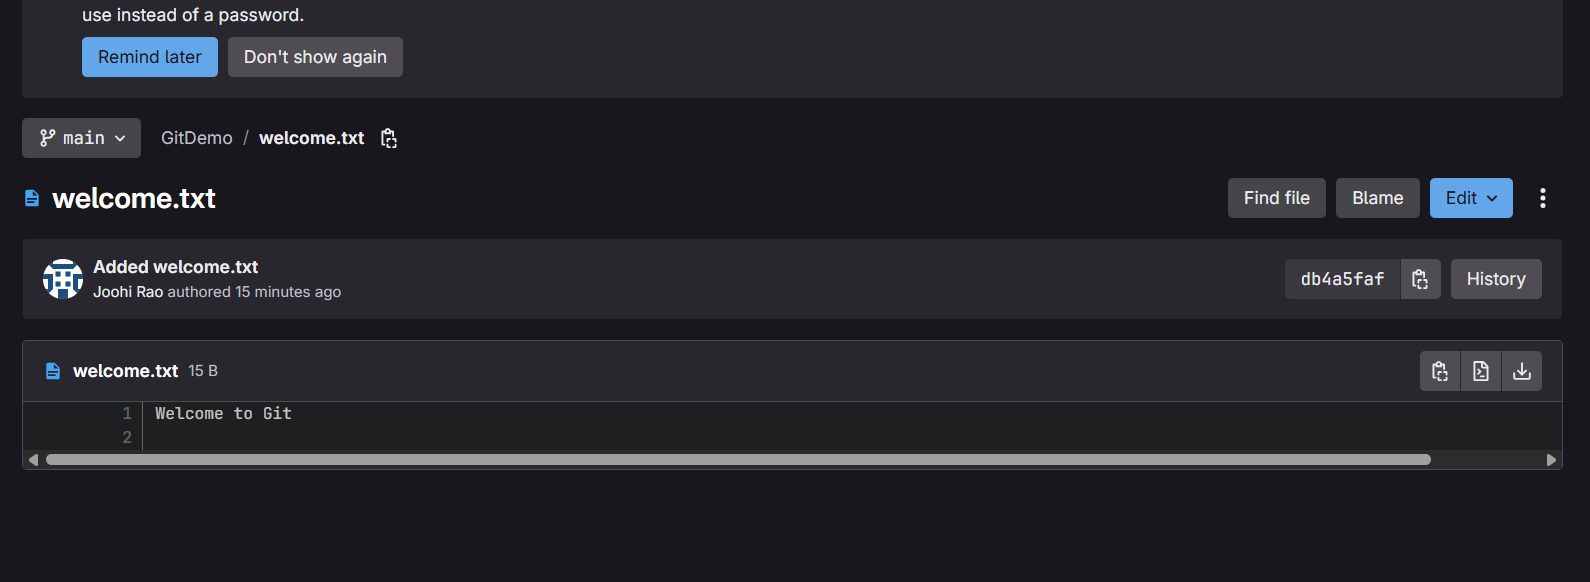 use instead of a password.
Remind later Don't show again
main GitDemo / welcome.txt
welcome.txt Find file Blame Edit
Added welcome.txt
Joohi Rao authored 15 minutes ago db4a5faf History
welcome.txt 15 B
1 Welcome to Git
2